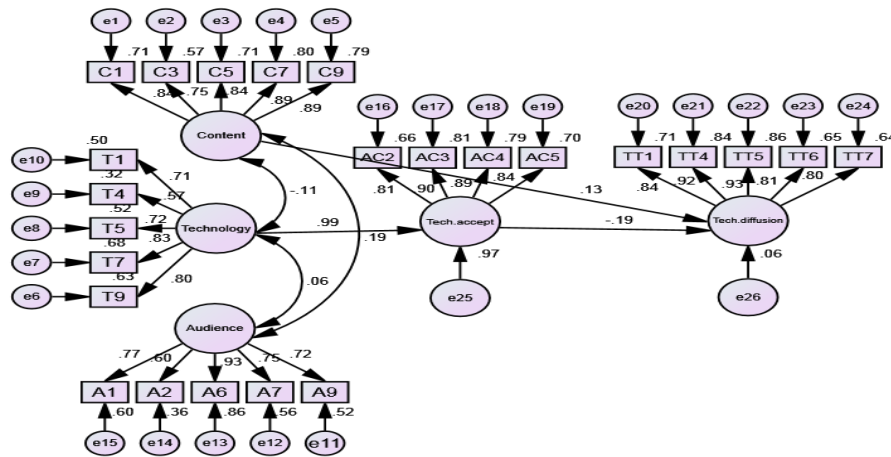 e1 e2 e3 e4 e5
.71 .57 .71 .80 .79
C1 C3 C5 C7 C9
.84 .75 .84 .89 .89
Content
e16 e17 e18 e19
.66 .81 .79 .70
AC2 AC3 AC4 AC5
.81 .90 .89 .84
e20 e21 e22 e23 e24
.71 .84 .86 .65 .64
TT1 TT4 TT5 TT6 TT7
.84 .92 .93 .81 .80
.50
e10 T1
.71
.32
e9 T4
.57
.52
e8 T5
.72
.68
e7 T7
.83
.63
e6 T9
.80
Technology
-.11
.99
.19
.06
.13
Tech.accept
-.19
Tech.diffusion
.97
e25
.06
e26
Audience
.77 .60 .93 .75 .72
A1 A2 A6 A7 A9
.60 .36 .86 .56 .52
e15 e14 e13 e12 e11